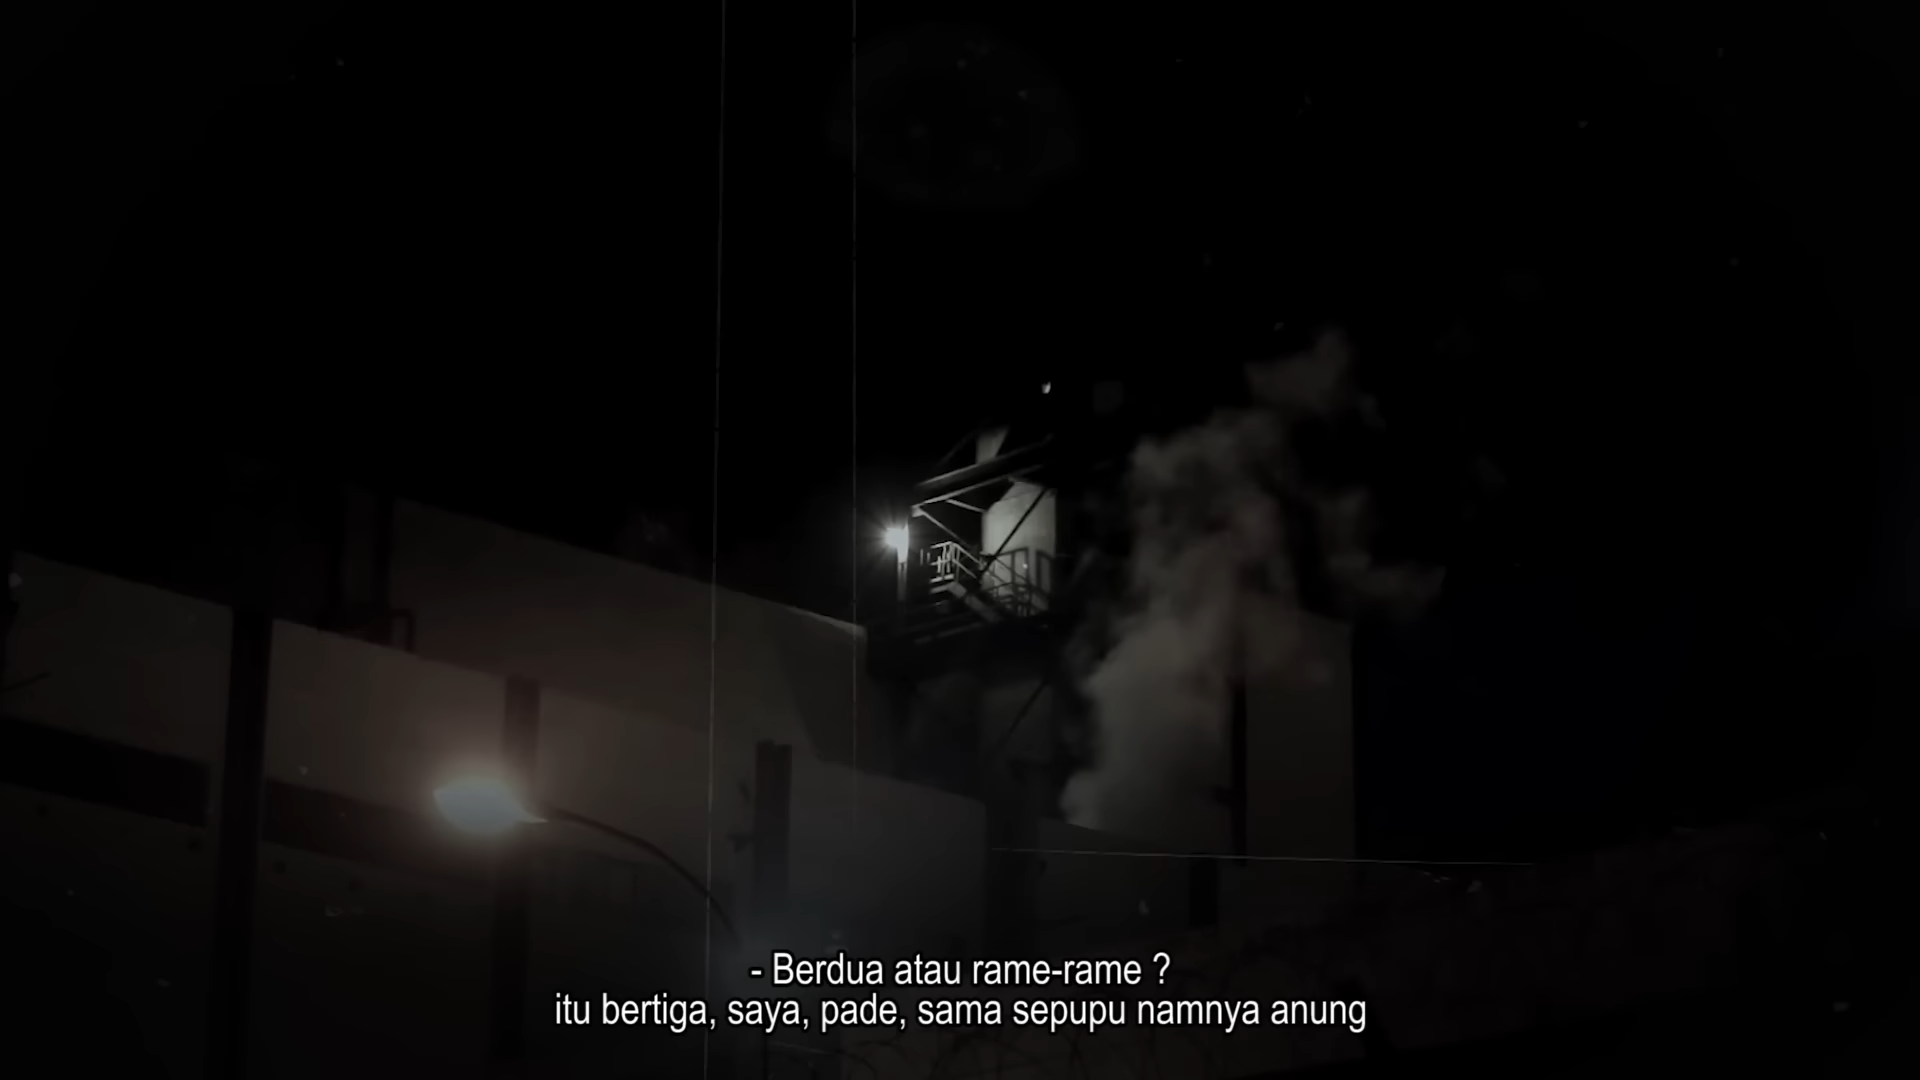 - Berdua atau rame-rame ?
itu bertiga, saya, pade, sama sepupu namnya anung